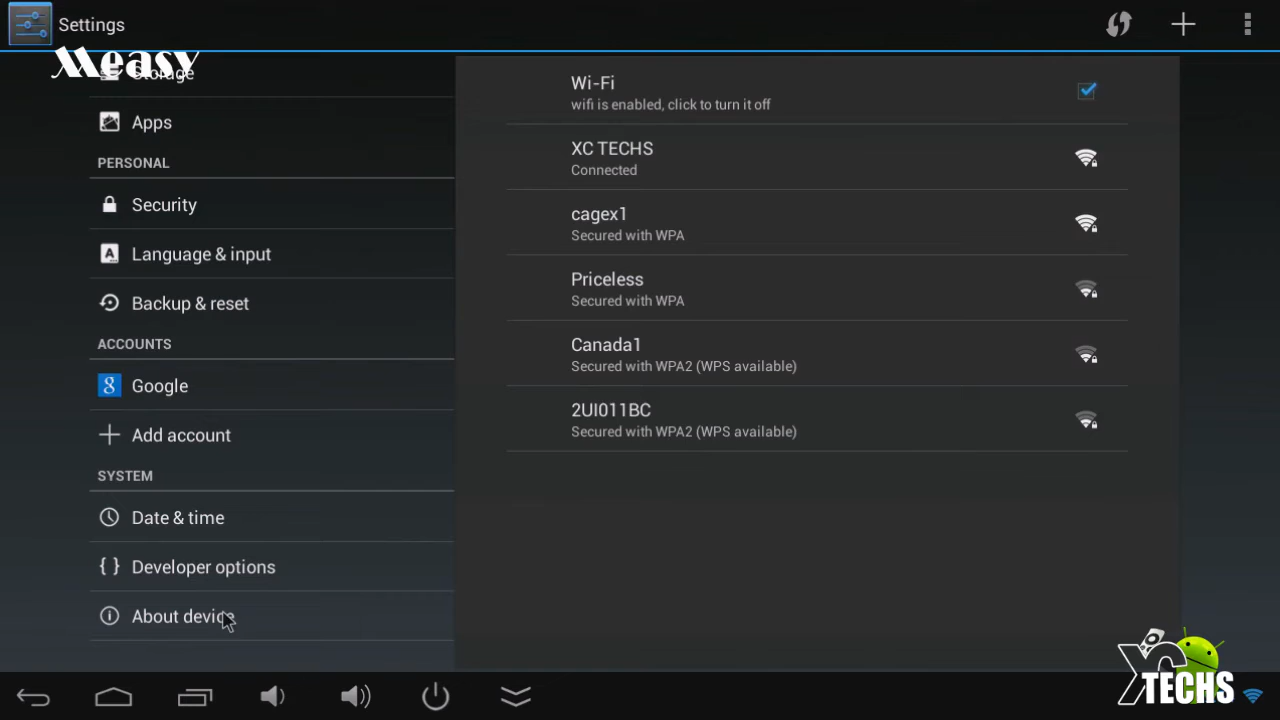 Settings
Measy
Storage
Apps
PERSONAL
Security
Language & input
Backup & reset
ACCOUNTS
Google
Add account
SYSTEM
Date & time
Developer options
About device
Wi-Fi
wifi is enabled, click to turn it off
XC TECHS
Connected
cagex1
Secured with WPA
Priceless
Secured with WPA
Canada1
Secured with WPA2 (WPS available)
2UI011BC
Secured with WPA2 (WPS available)
XC
TECHS